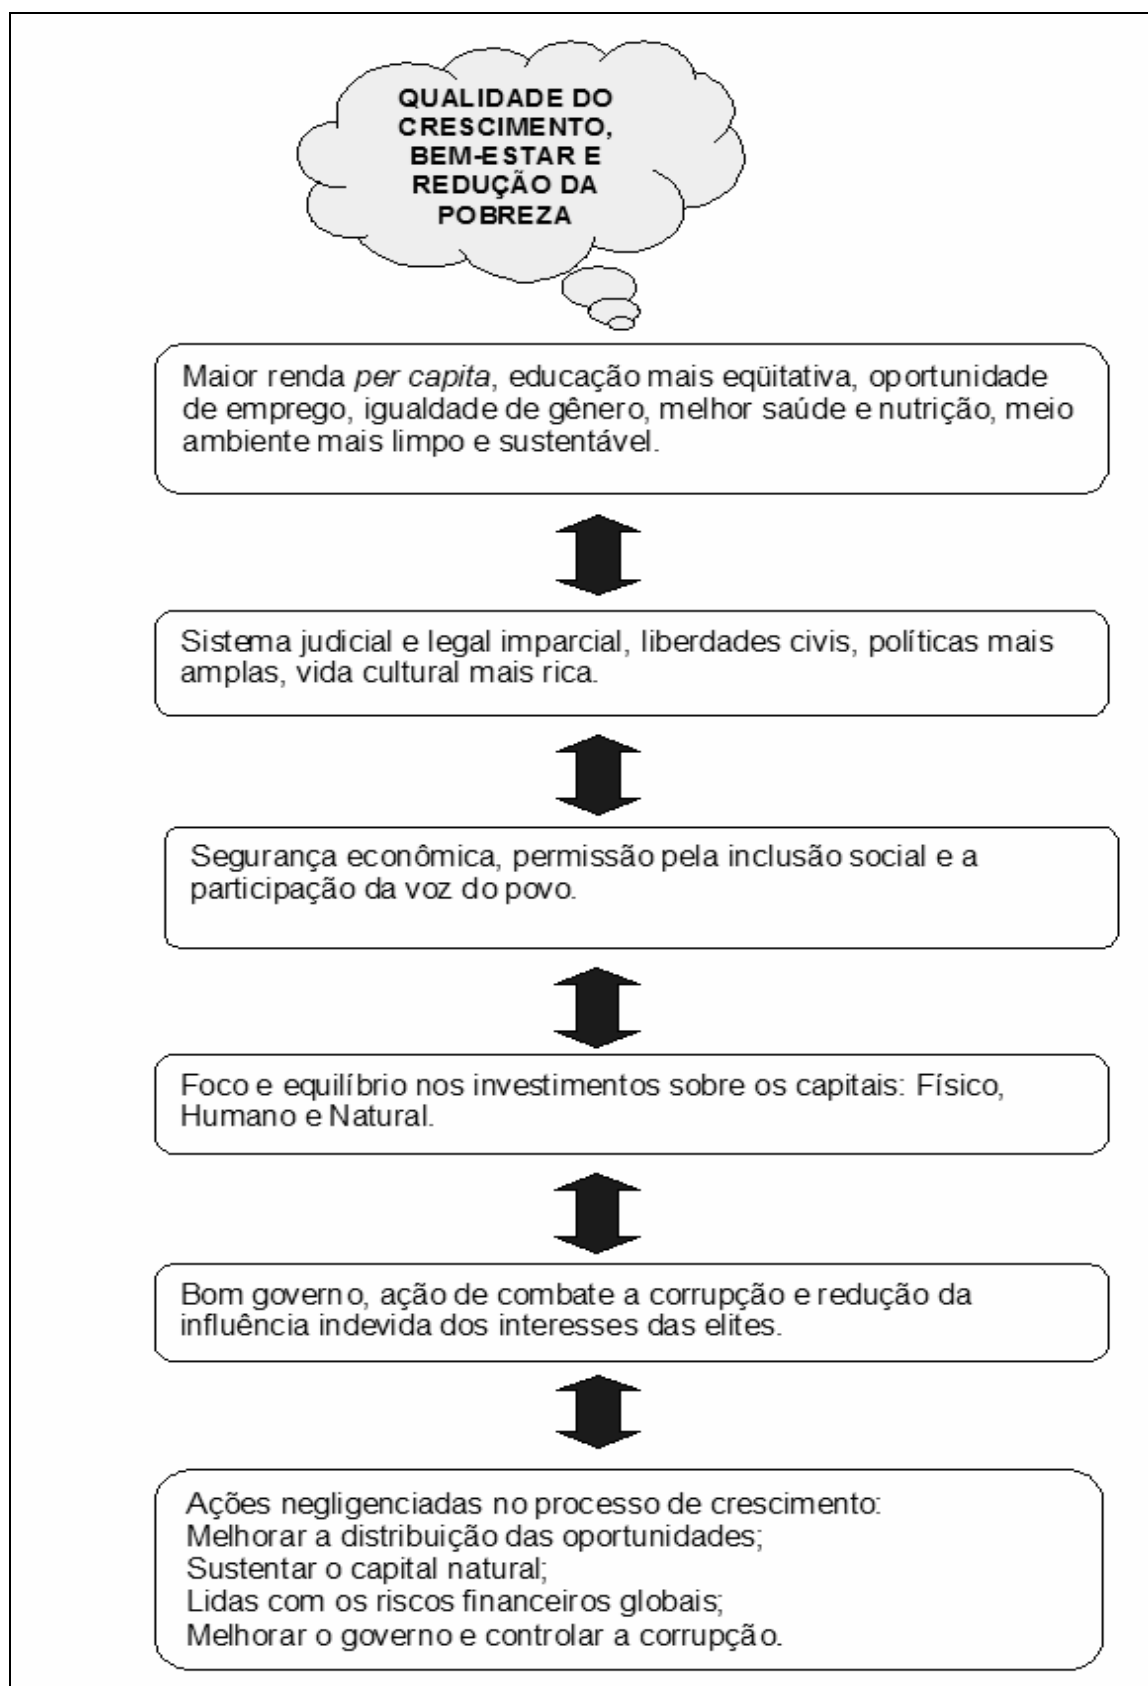 QUALIDADE DO
CRESCIMENTO,
BEM-ESTAR E
REDUÇÃO DA
POBREZA
Maior renda per capita, educação mais eqüitativa, oportunidade
de emprego, igualdade de gênero, melhor saúde e nutrição, meio
ambiente mais limpo e sustentável.
Sistema judicial e legal imparcial, liberdades civis, políticas mais
amplas, vida cultural mais rica.
Segurança econômica, permissão pela inclusão social e a
participação da voz do povo.
Foco e equilíbrio nos investimentos sobre os capitais: Físico,
Humano e Natural.
Bom governo, ação de combate a corrupção e redução da
influência indevida dos interesses das elites.
Ações negligenciadas no processo de crescimento:
Melhorar a distribuição das oportunidades;
Sustentar o capital natural;
Lidas com os riscos financeiros globais;
Melhorar o governo e controlar a corrupção.